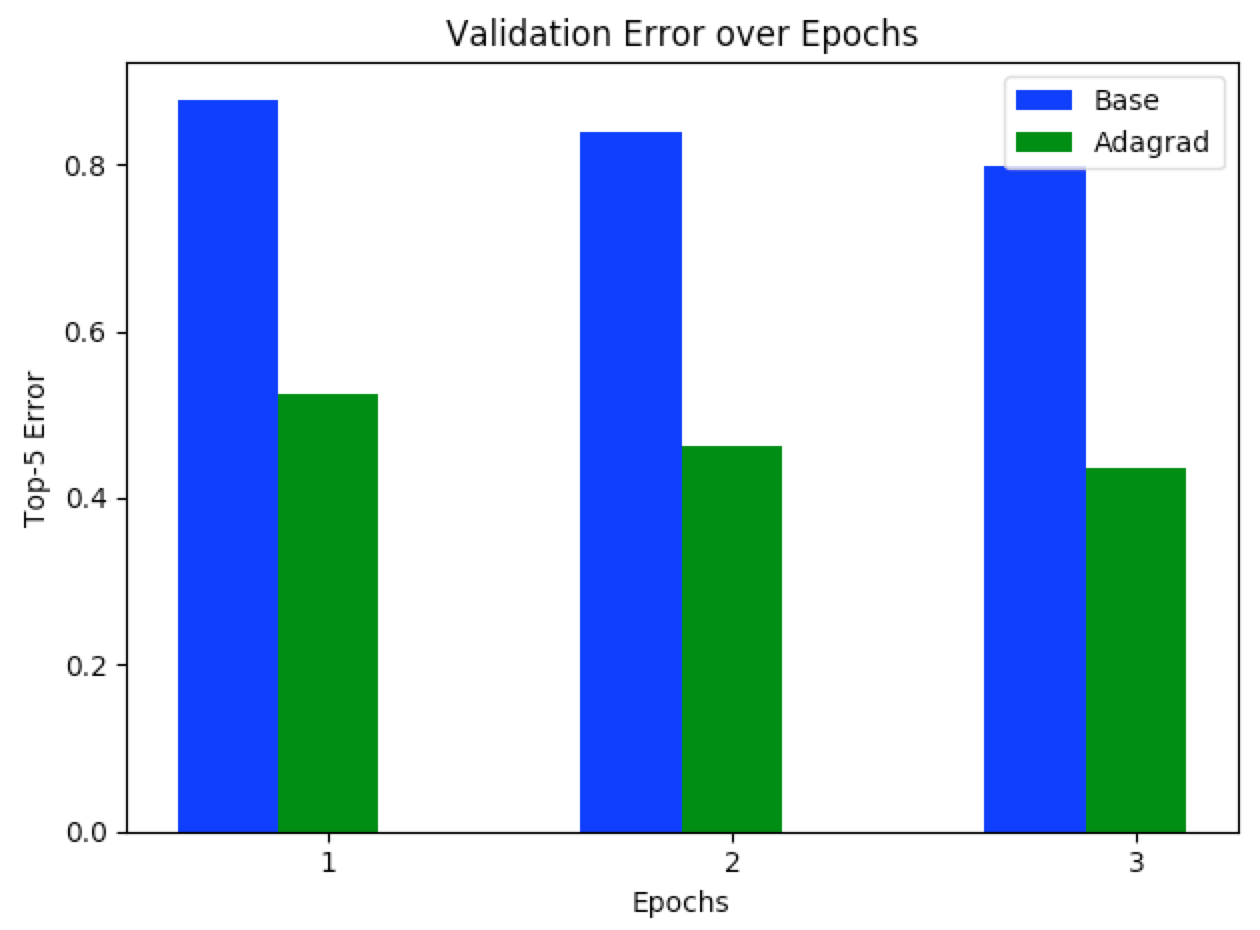 Validation Error over Epochs
Base
Adagrad
Top-5 Error
0.8
0.6
0.4
0.2
0.0
1 2 3
Epochs